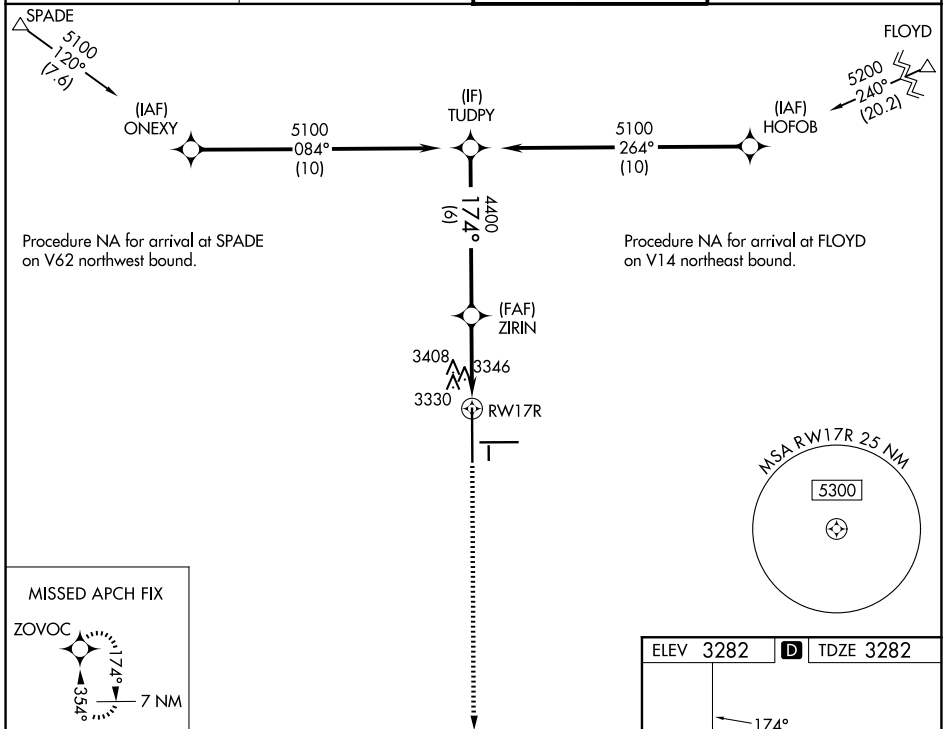 SPADE
5100
120°
(7.6)
(IAF)
ONEXY
5100
084°
(10)
(IF)
TUDPY
5100
264°
(10)
(IAF)
HOFOB
FLOYD
5200
240°
(20.2)
4400
174°
(6)
Procedure NA for arrival at SPADE
on V62 northwest bound.
Procedure NA for arrival at FLOYD
on V14 northeast bound.
(FAF)
ZIRIN
3408
3346
3330
RW17R
MSA RW17R 25 NM
5300
MISSED APCH FIX
ZOVOC
174°
354°
7 NM
ELEV 3282 D TDZE 3282
174°